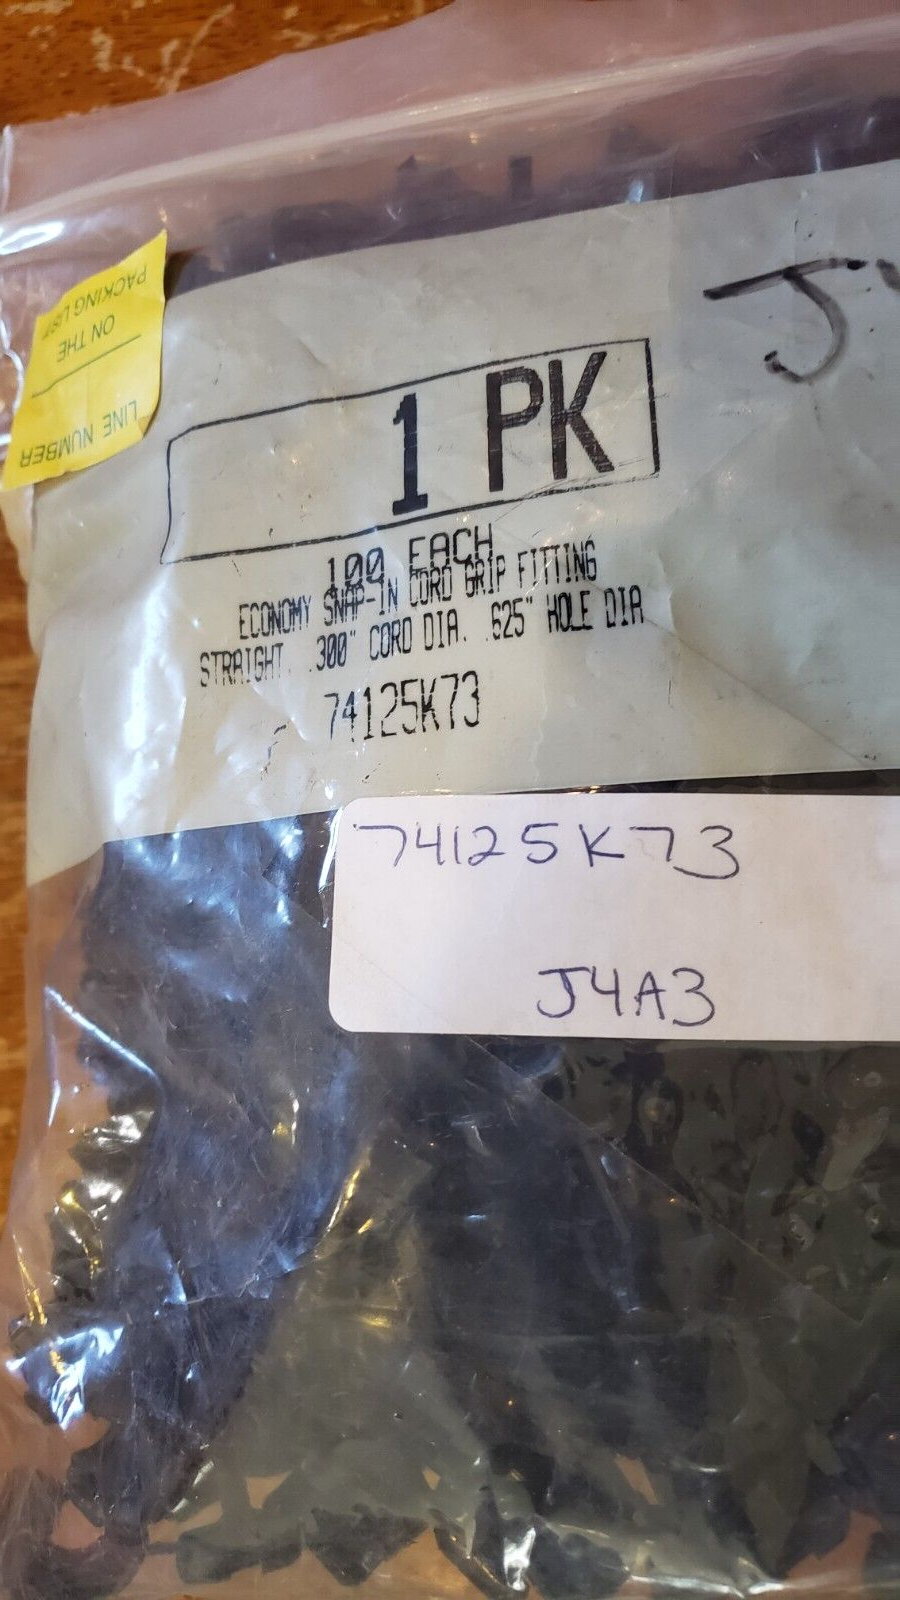 PACKING LIST
ON THE
LINE NUMBER
1 PK
100 EACH
ECONOMY SNAP-IN CORD GRIP FITTING
STRAIGHT, .300" CORD DIA. .625" HOLE DIA
74125K73
74125K73
J4A3